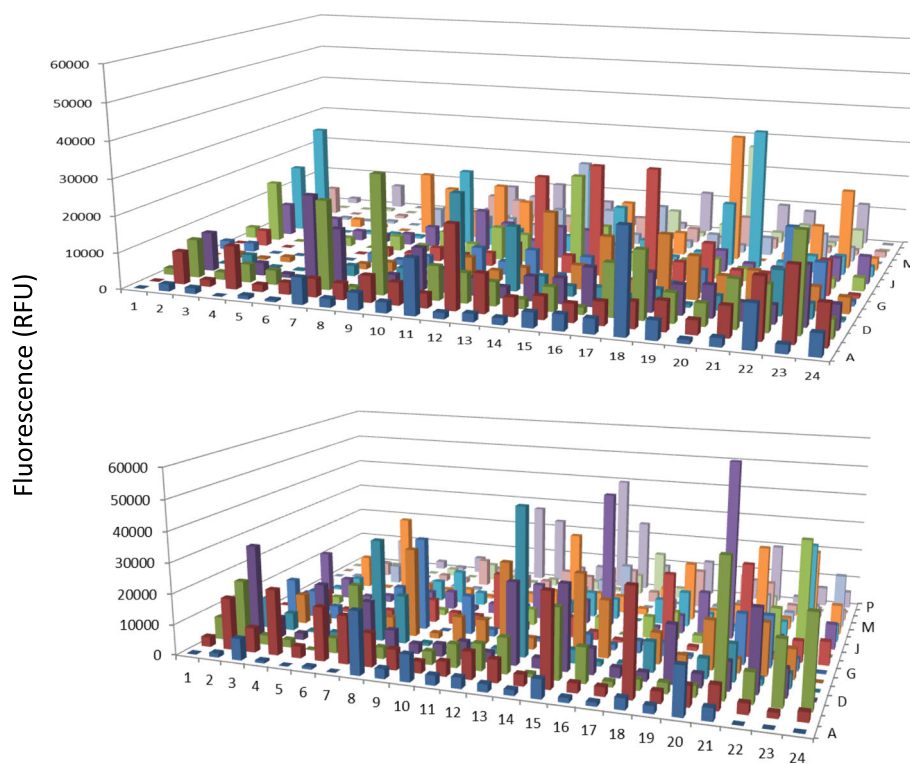 60000
50000
40000
30000
20000
10000
0
1 2 3 4 5 6 7 8 9 10 11 12 13 14 15 16 17 18 19 20 21 22 23 24
A
D
G
J
M
Fluorescence (RFU)
60000
50000
40000
30000
20000
10000
0
1 2 3 4 5 6 7 8 9 10 11 12 13 14 15 16 17 18 19 20 21 22 23 24
A
D
G
J
M
P